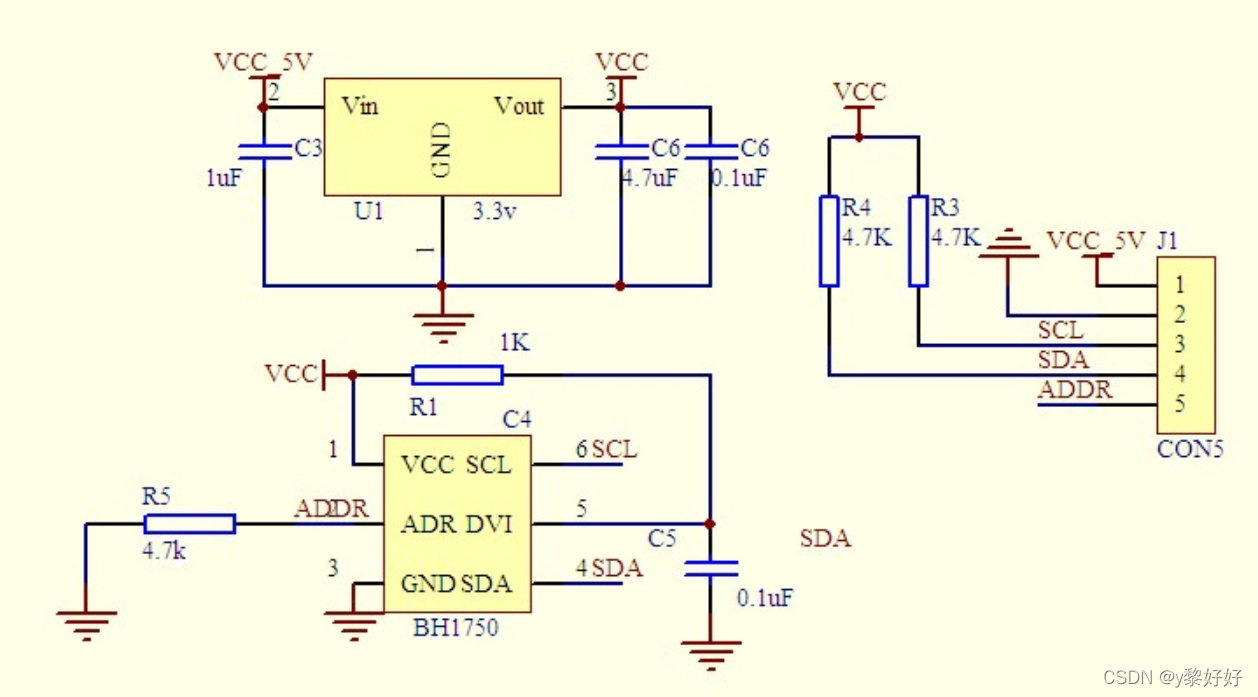 VCC_5V
VCC
2
Vin
Vout
3
GND
C3
1uF
C6
4.7uF
C6
0.1uF
U1
3.3v
1
VCC
R4
4.7K
R3
4.7K
VCC_5V
J1
1
2
SCL
3
SDA
4
ADDR
5
CON5
VCC
1K
R1
C4
1
VCC SCL
6 SCL
R5
4.7k
ADDR
2
ADR DVI
5
C5
SDA
3
GND SDA
4 SDA
0.1uF
BH1750
CSDN @y黎好好